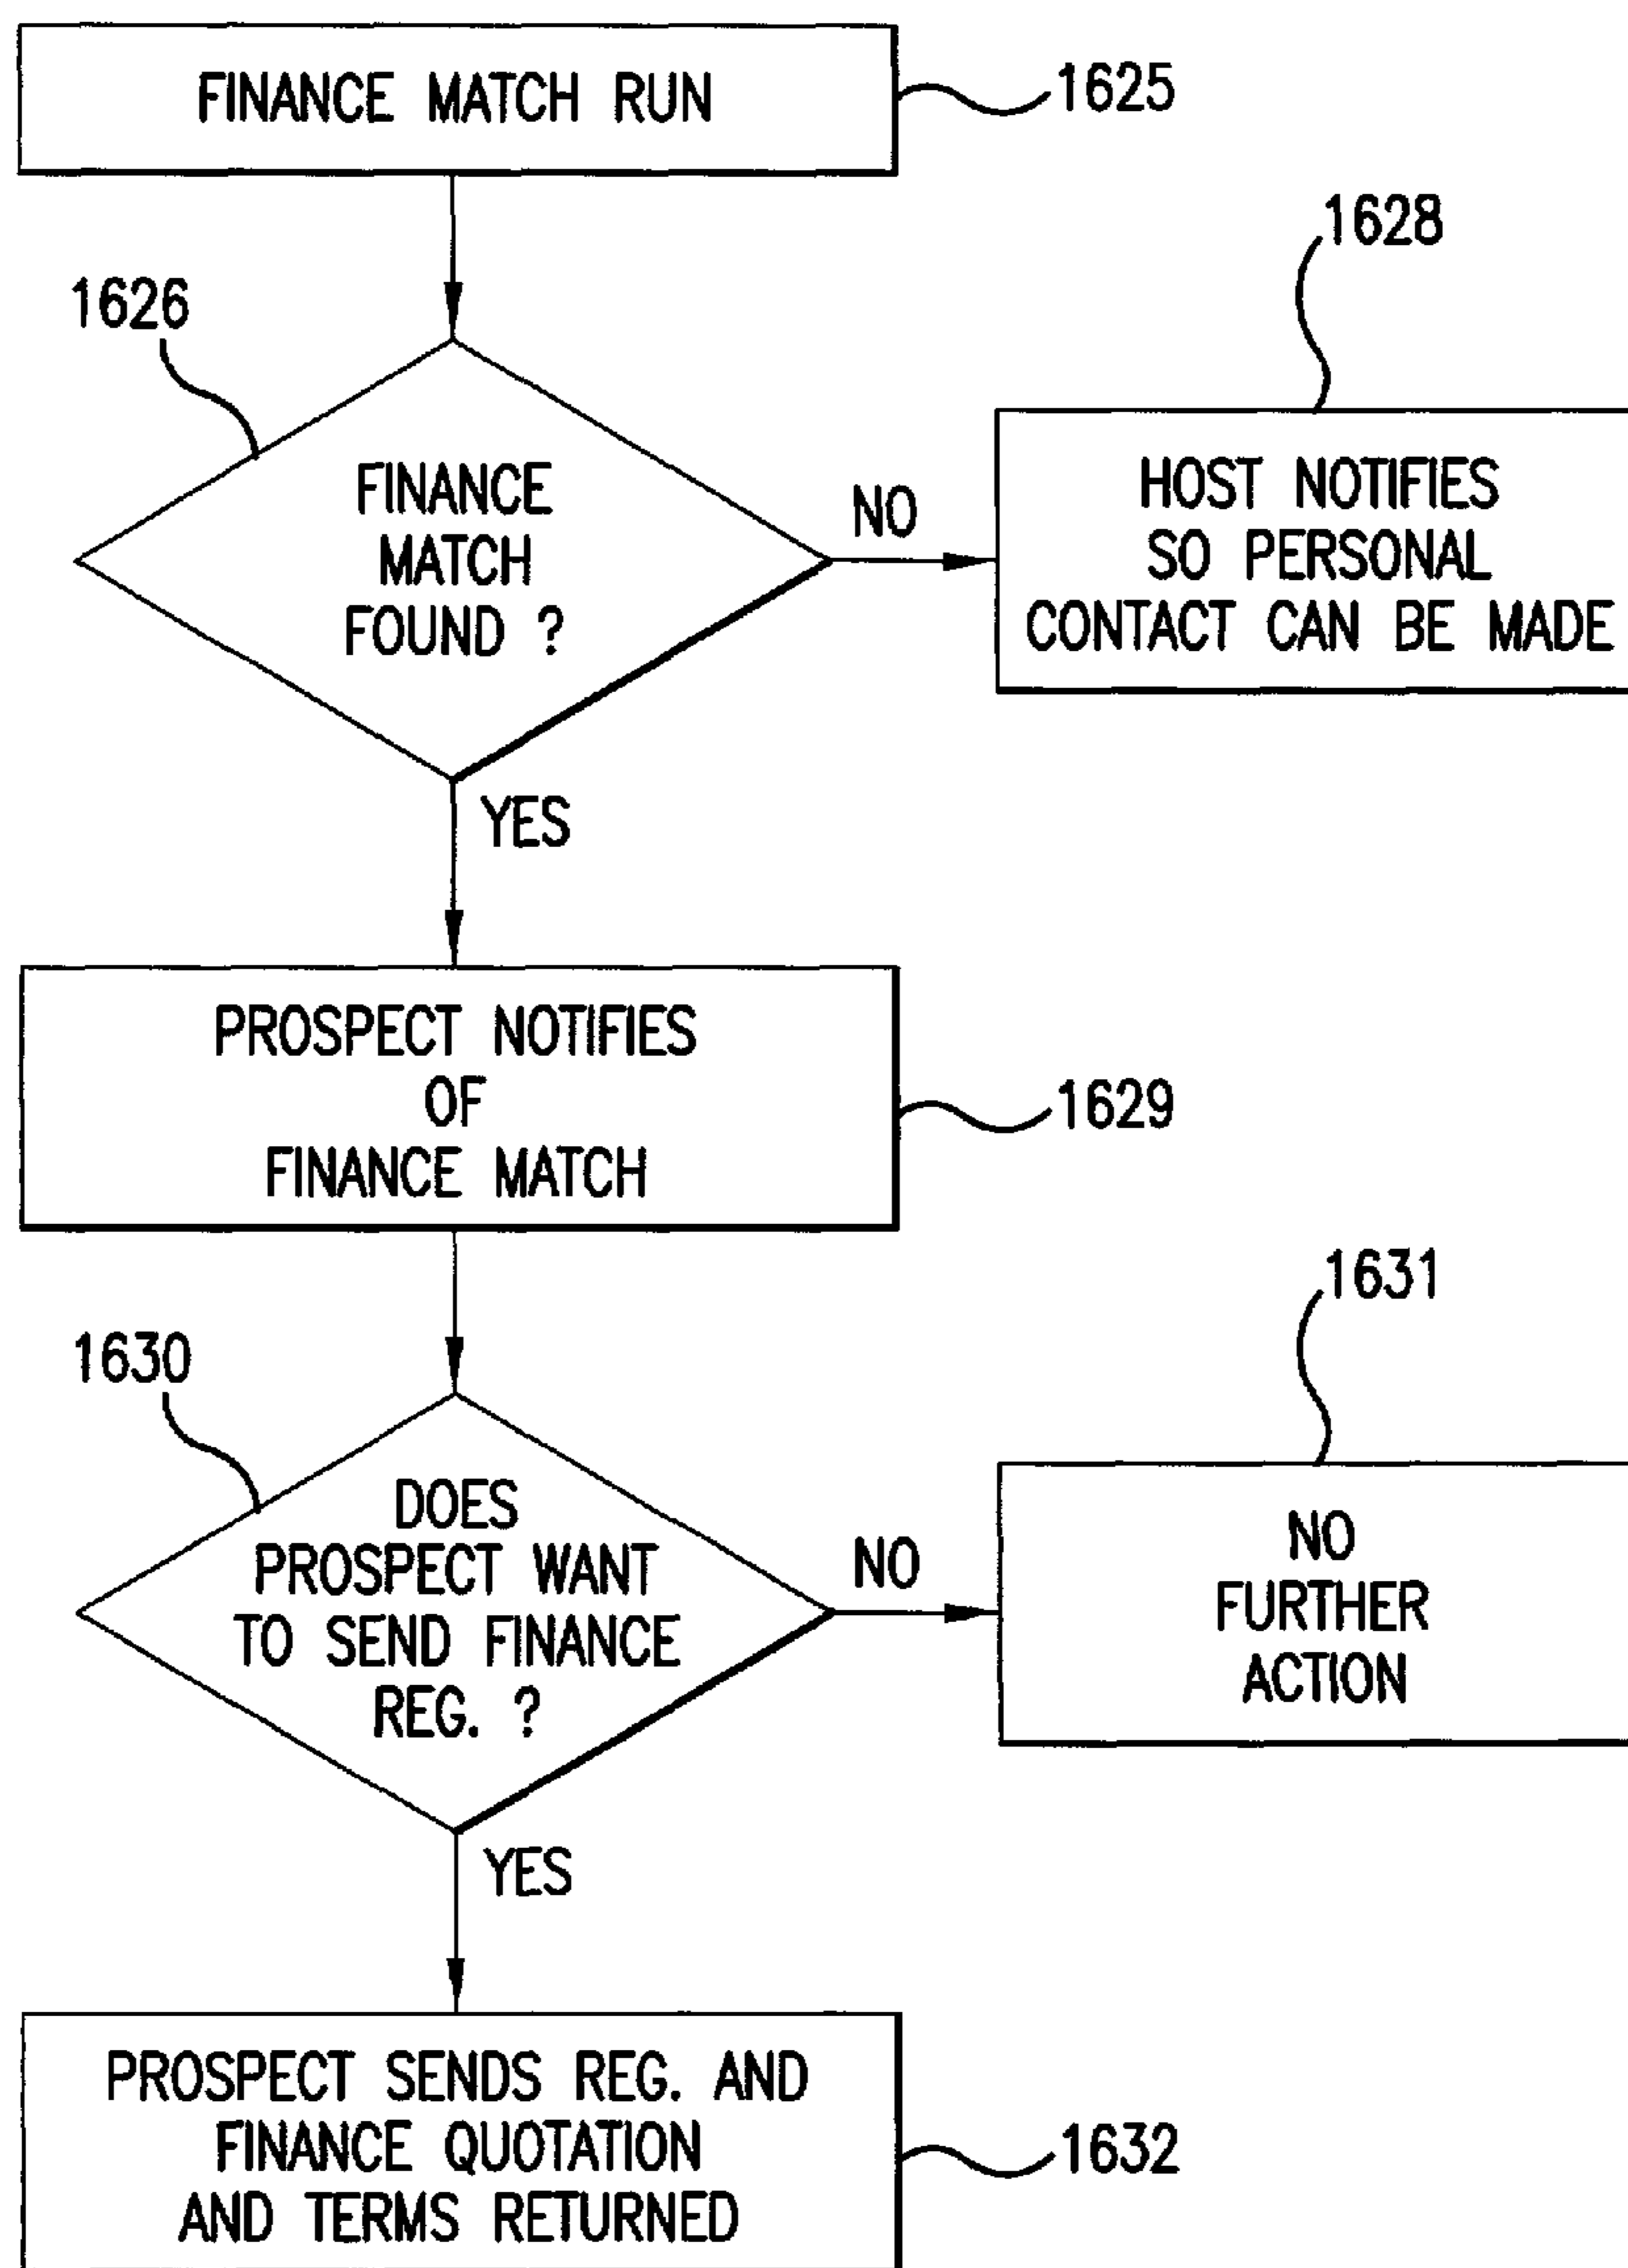 FINANCE MATCH RUN
1625
1628
1626
FINANCE
MATCH
FOUND ?
NO
HOST NOTIFIES
SO PERSONAL
CONTACT CAN BE MADE
YES
PROSPECT NOTIFIES
OF
FINANCE MATCH
1629
1631
1630
DOES
PROSPECT WANT
TO SEND FINANCE
REG. ?
NO
NO
FURTHER
ACTION
YES
PROSPECT SENDS REG. AND
FINANCE QUOTATION
AND TERMS RETURNED
1632